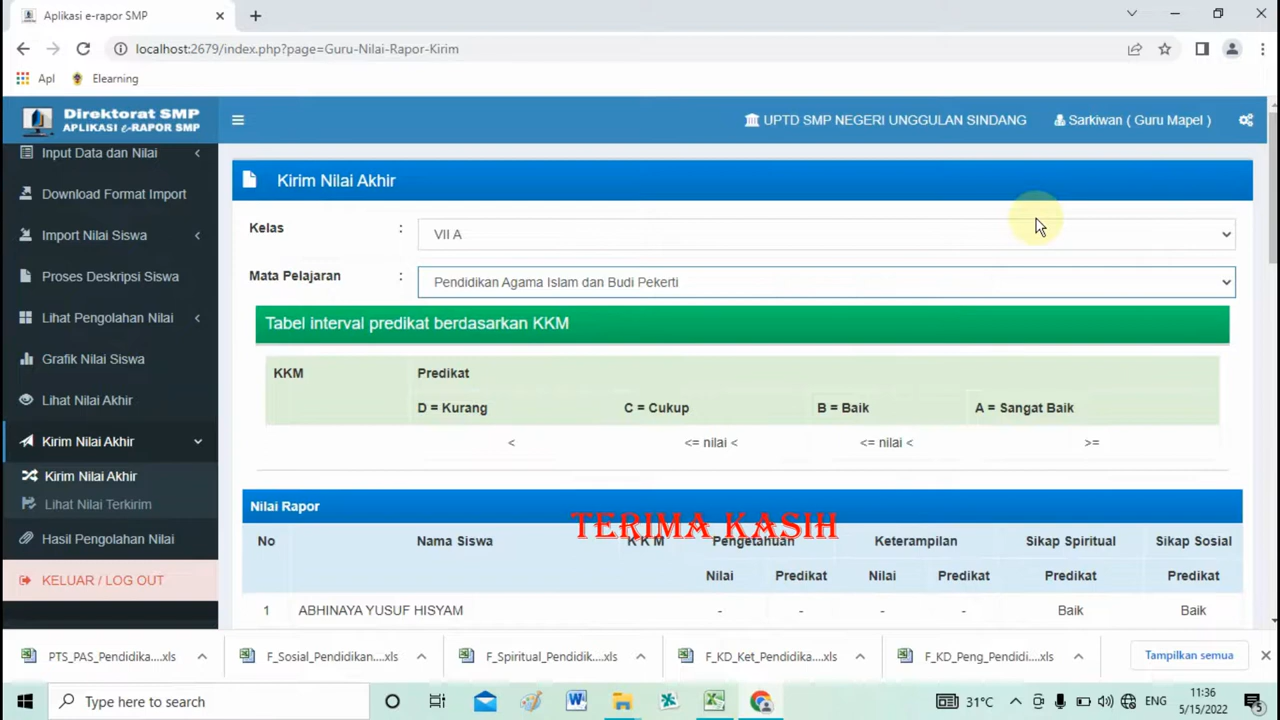 Aplikasi e-rapor SMP
localhost:2679/index.php?page=Guru-Nilai-Rapor-Kirim
Apl
Elearning
Direktorat SMP
APLIKASI e-RAPOR SMP
UPTD SMP NEGERI UNGGULAN SINDANG
Sarkiwan ( Guru Mapel )
Input Data dan Nilai
Download Format Import
Import Nilai Siswa
Proses Deskripsi Siswa
Lihat Pengolahan Nilai
Grafik Nilai Siswa
Lihat Nilai Akhir
Kirim Nilai Akhir
Kirim Nilai Akhir
Lihat Nilai Terkirim
Hasil Pengolahan Nilai
KELUAR / LOG OUT
Kirim Nilai Akhir
Kelas : VII A
Mata Pelajaran : Pendidikan Agama Islam dan Budi Pekerti
Tabel interval predikat berdasarkan KKM
KKM Predikat
D = Kurang C = Cukup B = Baik A = Sangat Baik
< <= nilai < <= nilai < >=
Nilai Rapor
TERIMA KASIH
No Nama Siswa K K M Pengetahuan Keterampilan Sikap Spiritual Sikap Sosial
Nilai Predikat Nilai Predikat Predikat Predikat
1 ABHINAYA YUSUF HISYAM - - - - Baik Baik
PTS_PAS_Pendidika....xls
F_Sosial_Pendidikan....xls
F_Spiritual_Pendidik....xls
F_KD_Ket_Pendidika....xls
F_KD_Peng_Pendidi....xls
Tampilkan semua
Type here to search
31°C
ENG
11:36
5/15/2022
5